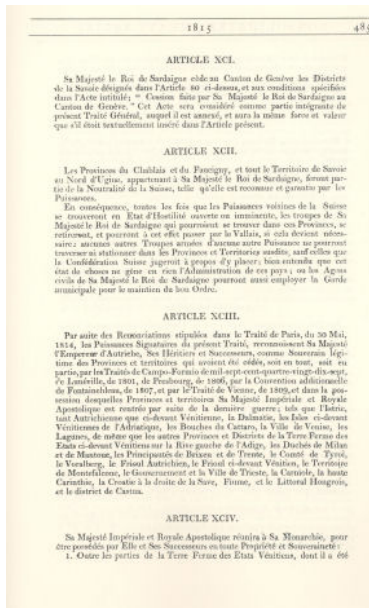 1815 485
ARTICLE XCI.
Sa Majesté le Roi de Sardaigne cède au Canton de Genève les Districts
de la Savoie désignés dans l'Article 80 ci-dessus, et aux conditions spécifiées
dans l'Acte intitulé; " Cession faite par Sa Majesté le Roi de Sardaigne au
Canton de Genève." Cet Acte sera considéré comme partie intégrante du
présent Traité Général, auquel il est annexé, et aura la même force et valeur
que s'il était textuellement inséré dans l'Article présent.
ARTICLE XCII.
Les Provinces du Chablais et du Faucigny, et tout le Territoire de Savoie
au Nord d'Ugine, appartenant à Sa Majesté le Roi de Sardaigne, feront par-
tie de la Neutralité de la Suisse, telle qu'elle est reconnue et garantie par les
Puissances.
En conséquence, toutes les fois que les Puissances voisines de la Suisse
se trouveront en Etat d'Hostilité ouverte ou imminente, les troupes de Sa
Majesté le Roi de Sardaigne qui pourroient se trouver dans ces Provinces, se
retireront, et pourront à cet effet passer par le Vallais, si cela devient néces-
saire; aucunes autres Troupes armées d'aucune autre Puissance ne pourront
traverser ni stationner dans les Provinces et Territoires susdits, sauf celles que
la Confédération Suisse jugeroit à propos d'y placer; bien entendu que cet
état de choses ne gêne en rien l'Administration de ces pays; où les Agens
civils de Sa Majesté le Roi de Sardaigne pourront aussi employer la Garde
municipale pour le maintien du bon Ordre.
ARTICLE XCIII.
Par suite des Renonciations stipulées dans le Traité de Paris, du 30 Mai,
1814, les Puissances Signataires du présent Traité, reconnoissent Sa Majesté
l'Empereur d'Autriche, Ses Héritiers et Successeurs, comme Souverain légi-
time des Provinces et territoires qui avoient été cédés, soit en tout, soit en
partie, par les Traités de Campo-Formio de mil-sept-cent-quatre-vingt-dix-sept,
de Lunéville, de 1801, de Presbourg, de 1806, par la Convention additionnelle
de Fontainebleau, de 1807, et par le Traité de Vienne, de 1809, et dans la pos-
session desquelles Provinces et territoires Sa Majesté Impériale et Royale
Apostolique est rentrée par suite de la dernière guerre; tels que l'Istrie,
tant Autrichienne que ci-devant Vénitienne, la Dalmatie, les Isles ci-devant
Vénitiennes de l'Adriatique, les Bouches du Cattaro, la Ville de Venise, les
Lagunes, de même que les autres Provinces et Districts de la Terre Ferme des
Etats ci-devant Vénitiens sur la Rive gauche de l'Adige, les Duchés de Milan
et de Mantoue, les Principautés de Brixen et de Trente, le Comté de Tyrol,
le Voralberg, le Frioul Autrichien, le Frioul ci-devant Vénitien, le Territoire
de Montefalcone, le Gouvernement et la Ville de Trieste, la Carniole, la haute
Carinthie, la Croatie à la droite de la Save, Fiume, et le Littoral Hongrois,
et le district de Castua.
ARTICLE XCIV.
Sa Majesté Impériale et Royale Apostolique réunira à Sa Monarchie, pour
être possédés par Elle et Ses Successeurs en toute Propriété et Souveraineté:
1. Outre les parties de la Terre Ferme des Etats Vénitiens, dont il a été